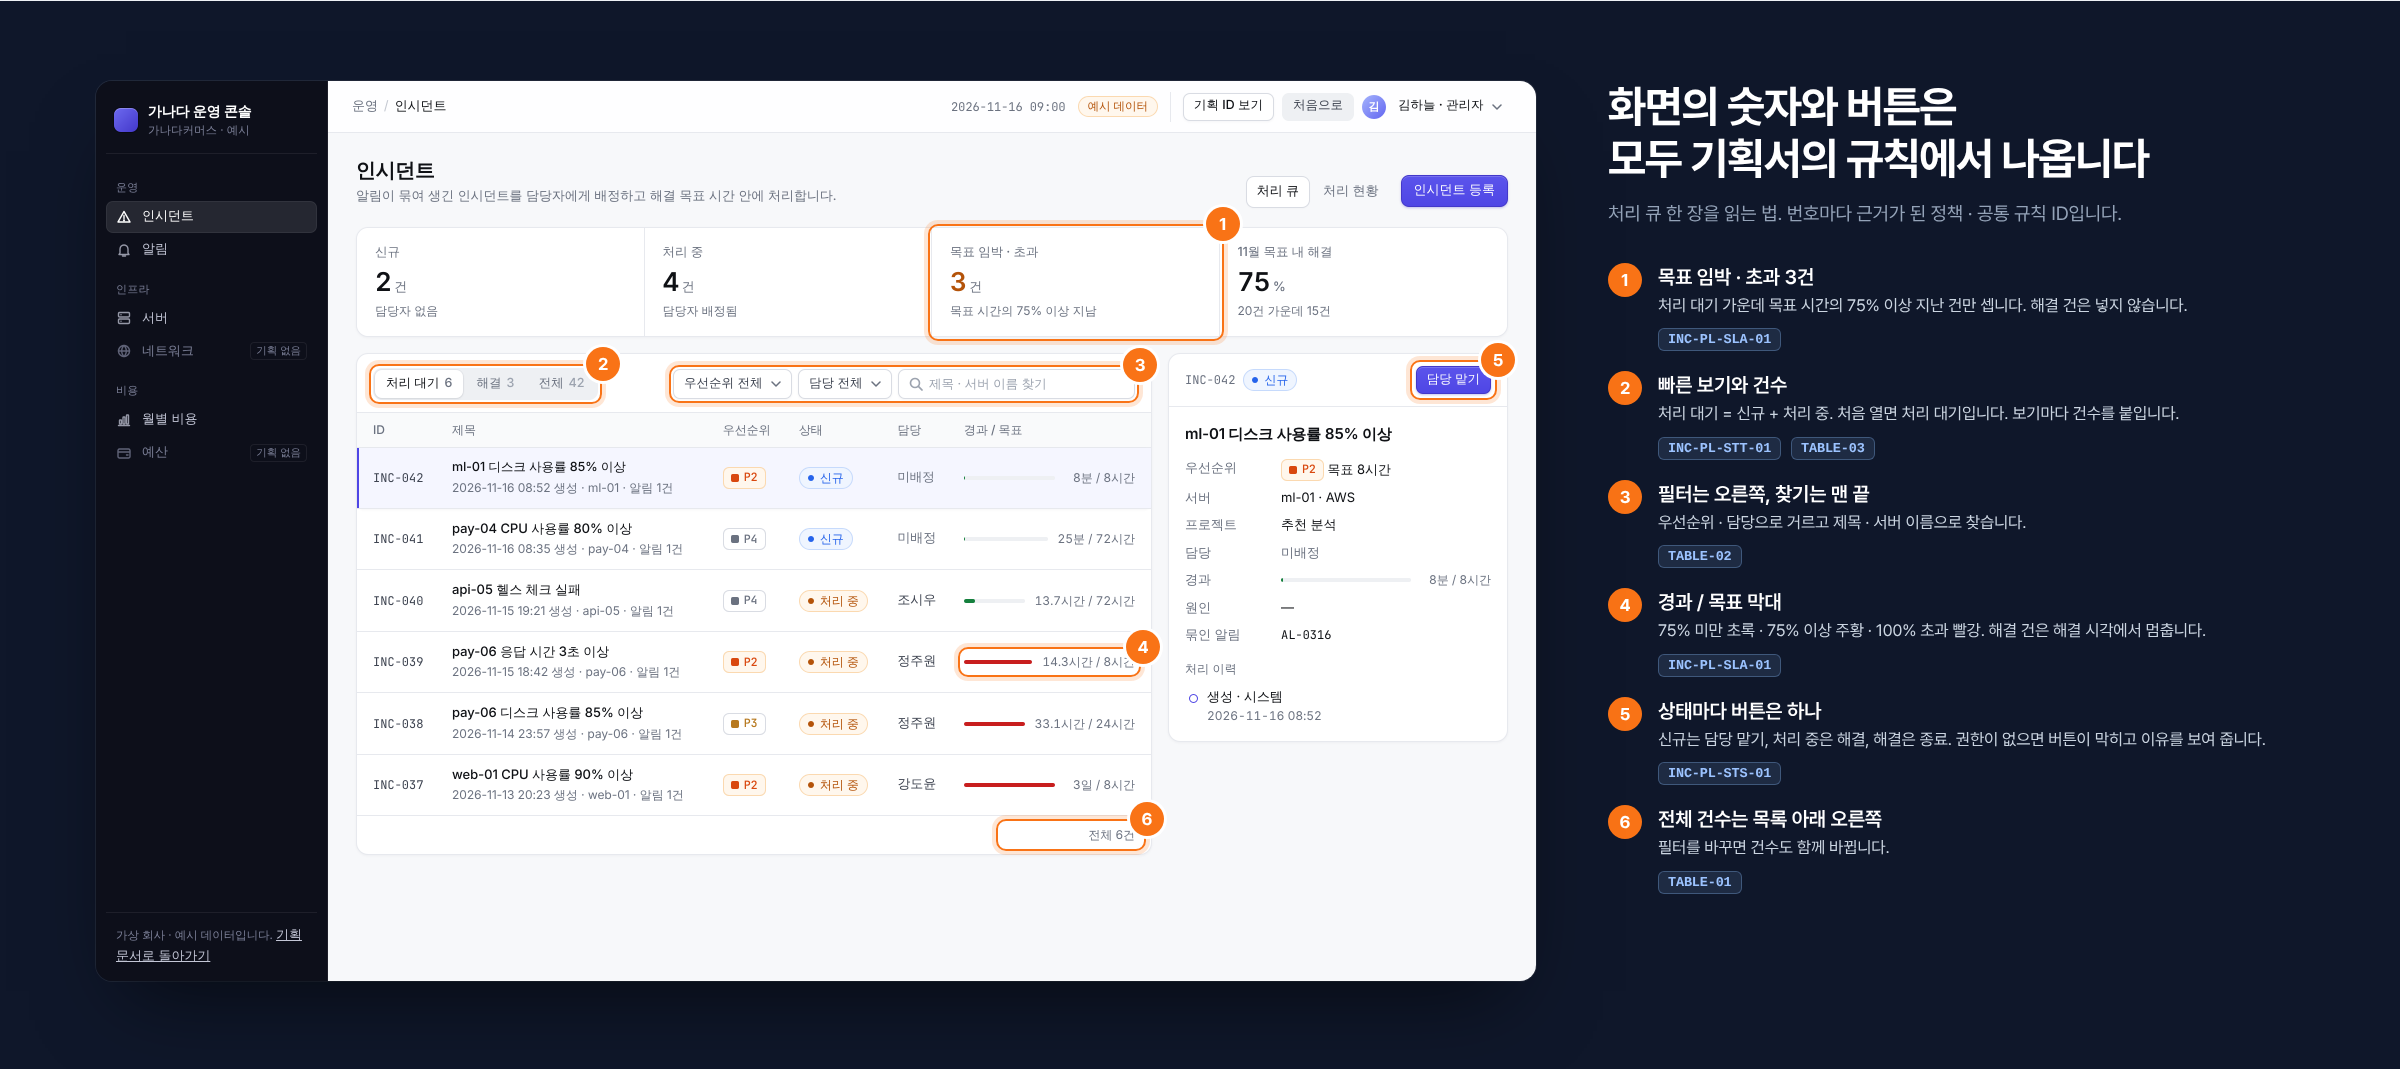 가나다 운영 콘솔
가나다커머스 · 예시
운영
인시던트
알림
인프라
서버
네트워크 기획 없음
비용
월별 비용
예산 기획 없음
가상 회사 · 예시 데이터입니다. 기획
문서로 돌아가기
운영 / 인시던트
2026-11-16 09:00 예시 데이터 기획 ID 보기 처음으로 김 김하늘 · 관리자
인시던트
알림이 묶여 생긴 인시던트를 담당자에게 배정하고 해결 목표 시간 안에 처리합니다.
처리 큐 처리 현황 인시던트 등록
신규
2 건
담당자 없음
처리 중
4 건
담당자 배정됨
1
목표 임박 · 초과
3 건
목표 시간의 75% 이상 지남
11월 목표 내 해결
75 %
20건 가운데 15건
처리 대기 6 해결 3 전체 42 2
우선순위 전체 담당 전체 제목 · 서버 이름 찾기 3
ID 제목 우선순위 상태 담당 경과 / 목표
INC-042 ml-01 디스크 사용률 85% 이상 P2 신규 미배정 8분 / 8시간
2026-11-16 08:52 생성 · ml-01 · 알림 1건
INC-041 pay-04 CPU 사용률 80% 이상 P4 신규 미배정 25분 / 72시간
2026-11-16 08:35 생성 · pay-04 · 알림 1건
INC-040 api-05 헬스 체크 실패 P4 처리 중 조시우 13.7시간 / 72시간
2026-11-15 19:21 생성 · api-05 · 알림 1건
INC-039 pay-06 응답 시간 3초 이상 P2 처리 중 정주원 14.3시간 / 8시간 4
2026-11-15 18:42 생성 · pay-06 · 알림 1건
INC-038 pay-06 디스크 사용률 85% 이상 P3 처리 중 정주원 33.1시간 / 24시간
2026-11-14 23:57 생성 · pay-06 · 알림 1건
INC-037 web-01 CPU 사용률 90% 이상 P2 처리 중 강도윤 3일 / 8시간
2026-11-13 20:23 생성 · web-01 · 알림 1건
전체 6건 6
INC-042 신규 담당 맡기 5
ml-01 디스크 사용률 85% 이상
우선순위 P2 목표 8시간
서버 ml-01 · AWS
프로젝트 추천 분석
담당 미배정
경과 8분 / 8시간
원인 —
묶인 알림 AL-0316
처리 이력
생성 · 시스템
2026-11-16 08:52
화면의 숫자와 버튼은
모두 기획서의 규칙에서 나옵니다
처리 큐 한 장을 읽는 법. 번호마다 근거가 된 정책 · 공통 규칙 ID입니다.
1 목표 임박 · 초과 3건
처리 대기 가운데 목표 시간의 75% 이상 지난 건만 셉니다. 해결 건은 넣지 않습니다.
INC-PL-SLA-01
2 빠른 보기와 건수
처리 대기 = 신규 + 처리 중. 처음 열면 처리 대기입니다. 보기마다 건수를 붙입니다.
INC-PL-STT-01 TABLE-03
3 필터는 오른쪽, 찾기는 맨 끝
우선순위 · 담당으로 거르고 제목 · 서버 이름으로 찾습니다.
TABLE-02
4 경과 / 목표 막대
75% 미만 초록 · 75% 이상 주황 · 100% 초과 빨강. 해결 건은 해결 시각에서 멈춥니다.
INC-PL-SLA-01
5 상태마다 버튼은 하나
신규는 담당 맡기, 처리 중은 해결, 해결은 종료. 권한이 없으면 버튼이 막히고 이유를 보여 줍니다.
INC-PL-STS-01
6 전체 건수는 목록 아래 오른쪽
필터를 바꾸면 건수도 함께 바뀝니다.
TABLE-01